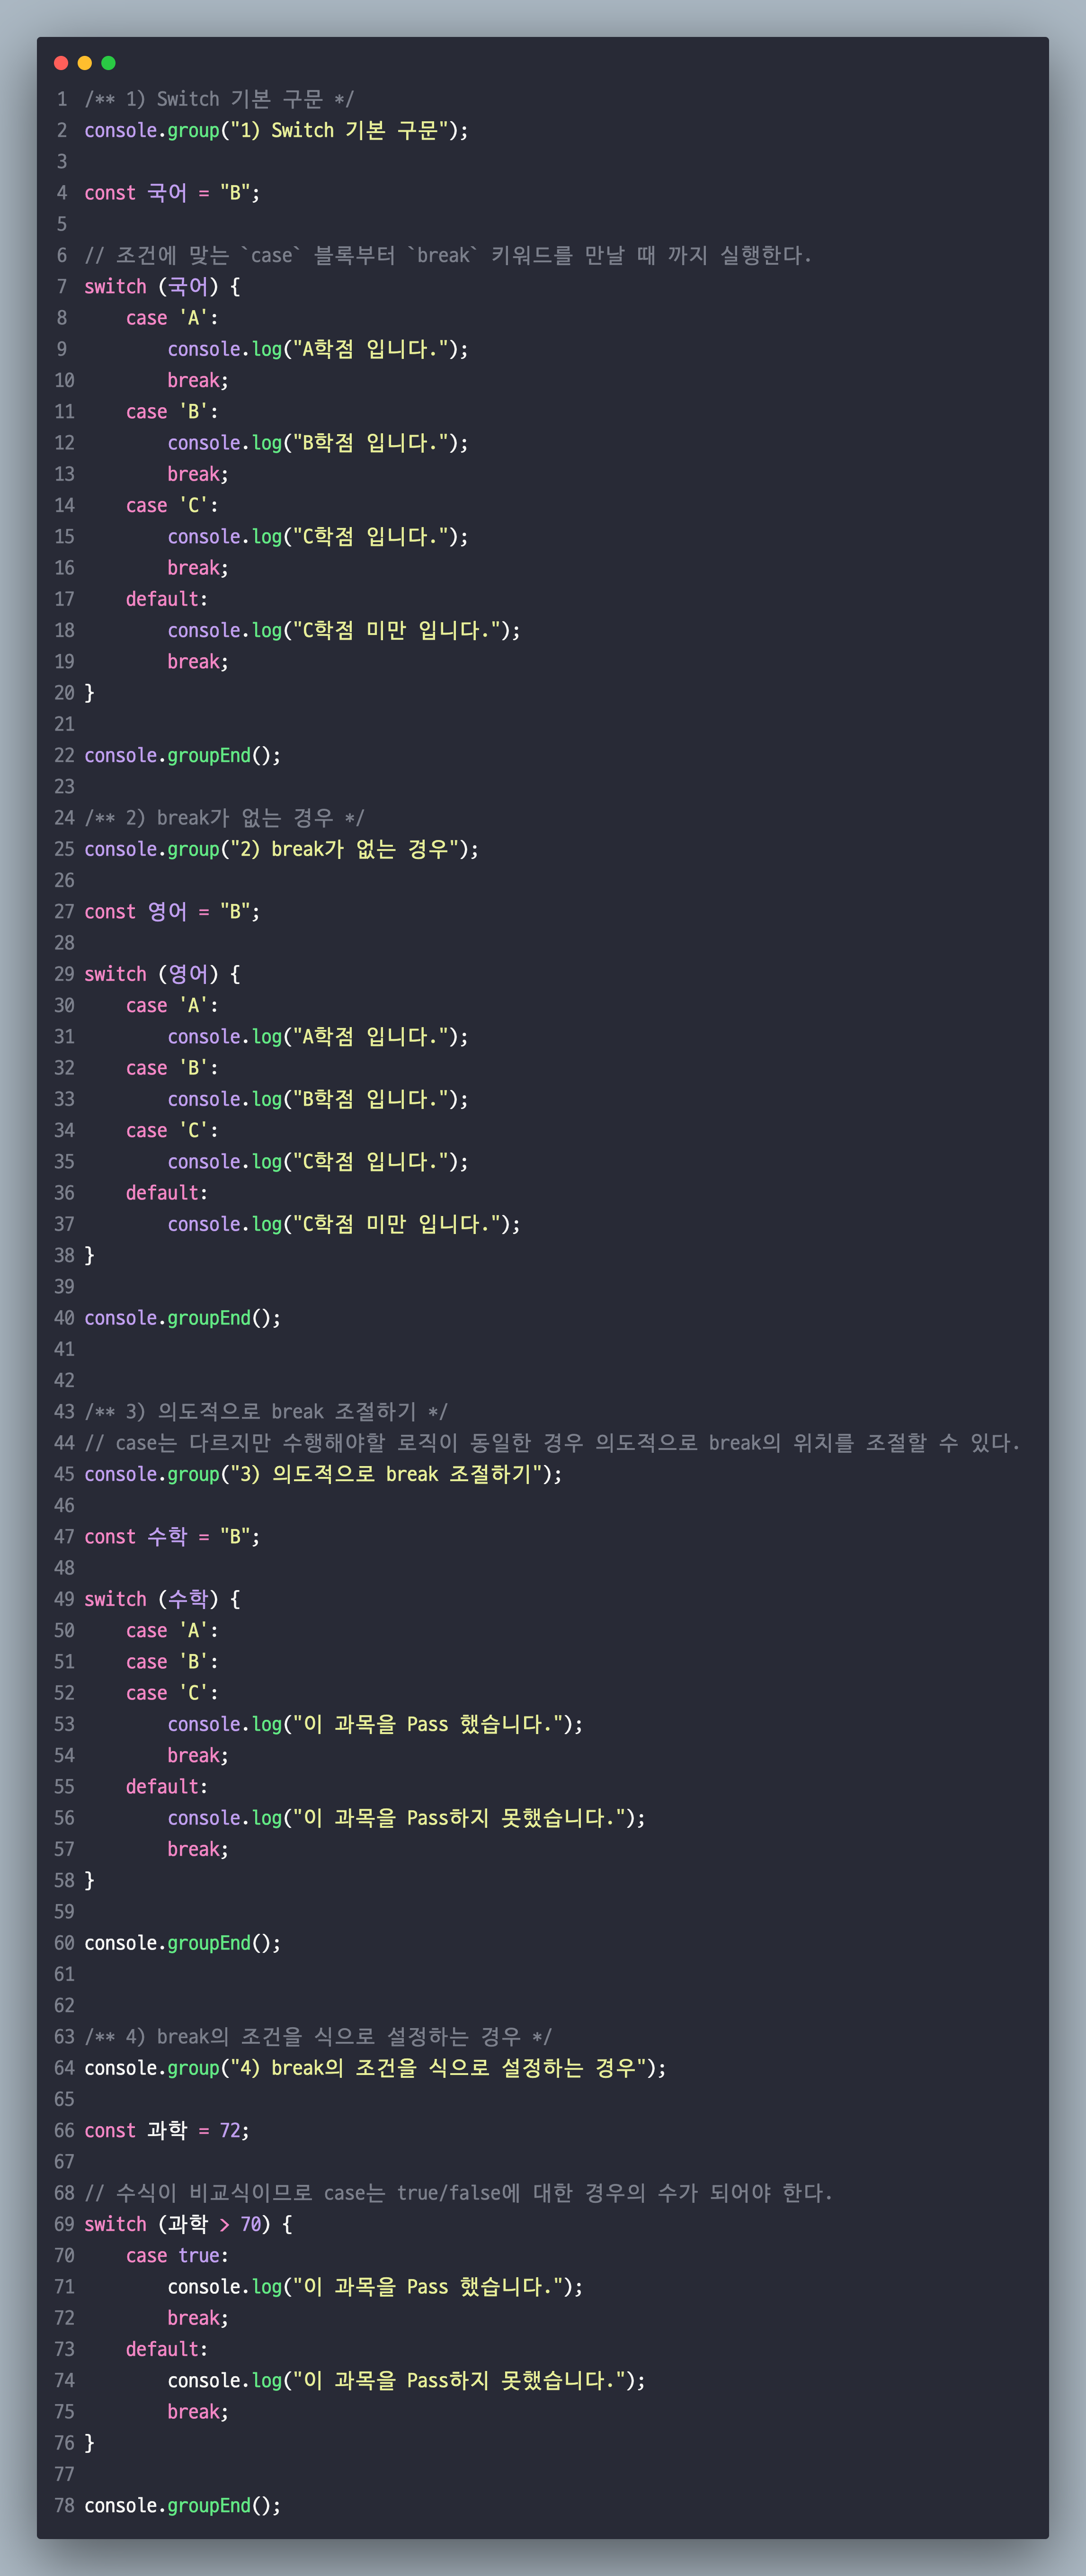 1 /** 1) Switch 기본 구문 */
2 console.group("1) Switch 기본 구문");
3
4 const 국어 = "B";
5
6 // 조건에 맞는 `case` 블록부터 `break` 키워드를 만날 때 까지 실행한다.
7 switch (국어) {
8     case 'A':
9         console.log("A학점 입니다.");
10         break;
11     case 'B':
12         console.log("B학점 입니다.");
13         break;
14     case 'C':
15         console.log("C학점 입니다.");
16         break;
17     default:
18         console.log("C학점 미만 입니다.");
19         break;
20 }
21
22 console.groupEnd();
23
24 /** 2) break가 없는 경우 */
25 console.group("2) break가 없는 경우");
26
27 const 영어 = "B";
28
29 switch (영어) {
30     case 'A':
31         console.log("A학점 입니다.");
32     case 'B':
33         console.log("B학점 입니다.");
34     case 'C':
35         console.log("C학점 입니다.");
36     default:
37         console.log("C학점 미만 입니다.");
38 }
39
40 console.groupEnd();
41
42
43 /** 3) 의도적으로 break 조절하기 */
44 // case는 다르지만 수행해야할 로직이 동일한 경우 의도적으로 break의 위치를 조절할 수 있다.
45 console.group("3) 의도적으로 break 조절하기");
46
47 const 수학 = "B";
48
49 switch (수학) {
50     case 'A':
51     case 'B':
52     case 'C':
53         console.log("이 과목을 Pass 했습니다.");
54         break;
55     default:
56         console.log("이 과목을 Pass하지 못했습니다.");
57         break;
58 }
59
60 console.groupEnd();
61
62
63 /** 4) break의 조건을 식으로 설정하는 경우 */
64 console.group("4) break의 조건을 식으로 설정하는 경우");
65
66 const 과학 = 72;
67
68 // 수식이 비교식이므로 case는 true/false에 대한 경우의 수가 되어야 한다.
69 switch (과학 > 70) {
70     case true:
71         console.log("이 과목을 Pass 했습니다.");
72         break;
73     default:
74         console.log("이 과목을 Pass하지 못했습니다.");
75         break;
76 }
77
78 console.groupEnd();